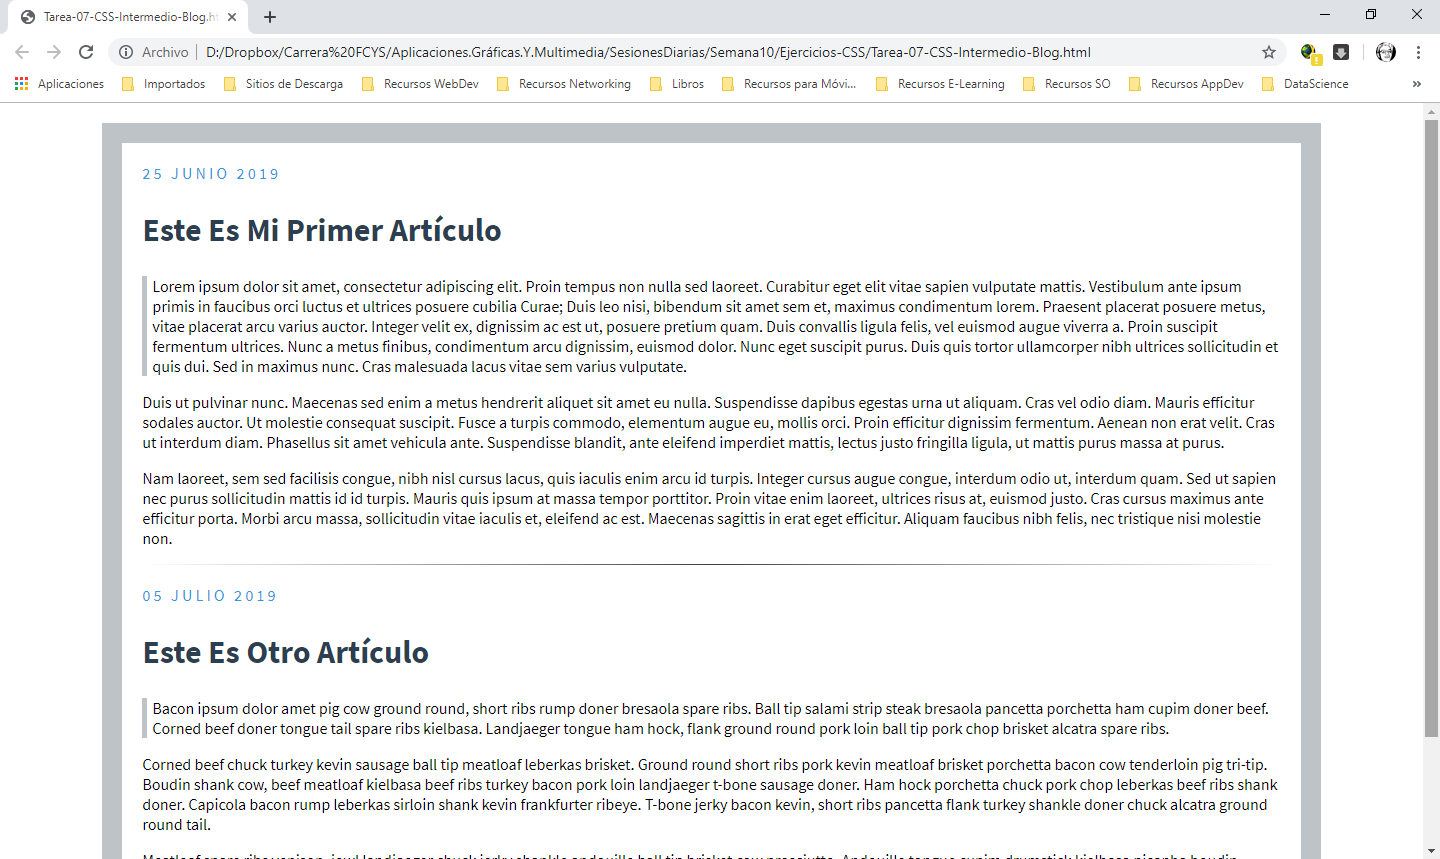 Tarea-07-CSS-Intermedio-Blog.ht
Archivo
D:/Dropbox/Carrera%20FCYS/Aplicaciones.Gráficas.Y.Multimedia/SesionesDiarias/Semana10/Ejercicios-CSS/Tarea-07-CSS-Intermedio-Blog.html
Aplicaciones Importados Sitios de Descarga Recursos WebDev Recursos Networking Libros Recursos para Móvi... Recursos E-Learning Recursos SO Recursos AppDev DataScience »
25 JUNIO 2019
Este Es Mi Primer Artículo
Lorem ipsum dolor sit amet, consectetur adipiscing elit. Proin tempus non nulla sed laoreet. Curabitur eget elit vitae sapien vulputate mattis. Vestibulum ante ipsum
primis in faucibus orci luctus et ultrices posuere cubilia Curae; Duis leo nisi, bibendum sit amet sem et, maximus condimentum lorem. Praesent placerat posuere metus,
vitae placerat arcu varius auctor. Integer velit ex, dignissim ac est ut, posuere pretium quam. Duis convallis ligula felis, vel euismod augue viverra a. Proin suscipit
fermentum ultrices. Nunc a metus finibus, condimentum arcu dignissim, euismod dolor. Nunc eget suscipit purus. Duis quis tortor ullamcorper nibh ultrices sollicitudin et
quis dui. Sed in maximus nunc. Cras malesuada lacus vitae sem varius vulputate.
Duis ut pulvinar nunc. Maecenas sed enim a metus hendrerit aliquet sit amet eu nulla. Suspendisse dapibus egestas urna ut aliquam. Cras vel odio diam. Mauris efficitur
sodales auctor. Ut molestie consequat suscipit. Fusce a turpis commodo, elementum augue eu, mollis orci. Proin efficitur dignissim fermentum. Aenean non erat velit. Cras
ut interdum diam. Phasellus sit amet vehicula ante. Suspendisse blandit, ante eleifend imperdiet mattis, lectus justo fringilla ligula, ut mattis purus massa at purus.
Nam laoreet, sem sed facilisis congue, nibh nisl cursus lacus, quis iaculis enim arcu id turpis. Integer cursus augue congue, interdum odio ut, interdum quam. Sed ut sapien
nec purus sollicitudin mattis id id turpis. Mauris quis ipsum at massa tempor porttitor. Proin vitae enim laoreet, ultrices risus at, euismod justo. Cras cursus maximus ante
efficitur porta. Morbi arcu massa, sollicitudin vitae iaculis et, eleifend ac est. Maecenas sagittis in erat eget efficitur. Aliquam faucibus nibh felis, nec tristique nisi molestie
non.
05 JULIO 2019
Este Es Otro Artículo
Bacon ipsum dolor amet pig cow ground round, short ribs rump doner bresaola spare ribs. Ball tip salami strip steak bresaola pancetta porchetta ham cupim doner beef.
Corned beef doner tongue tail spare ribs kielbasa. Landjaeger tongue ham hock, flank ground round pork loin ball tip pork chop brisket alcatra spare ribs.
Corned beef chuck turkey kevin sausage ball tip meatloaf leberkas brisket. Ground round short ribs pork kevin meatloaf brisket porchetta bacon cow tenderloin pig tri-tip.
Boudin shank cow, beef meatloaf kielbasa beef ribs turkey bacon pork loin landjaeger t-bone sausage doner. Ham hock porchetta chuck pork chop leberkas beef ribs shank
doner. Capicola bacon rump leberkas sirloin shank kevin frankfurter ribeye. T-bone jerky bacon kevin, short ribs pancetta flank turkey shankle doner chuck alcatra ground
round tail.